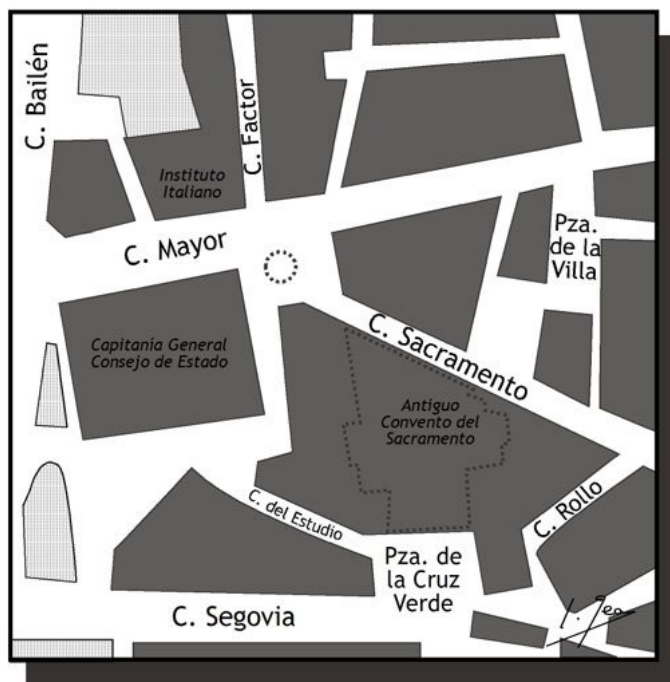 C. Bailén
C. Factor
Instituto
Italiano
C. Mayor
Pza.
de la
Villa
C. Sacramento
Capitanía General
Consejo de Estado
Antiguo
Convento del
Sacramento
C. del Estudio
C. Rollo
Pza. de
la Cruz
Verde
C. Segovia